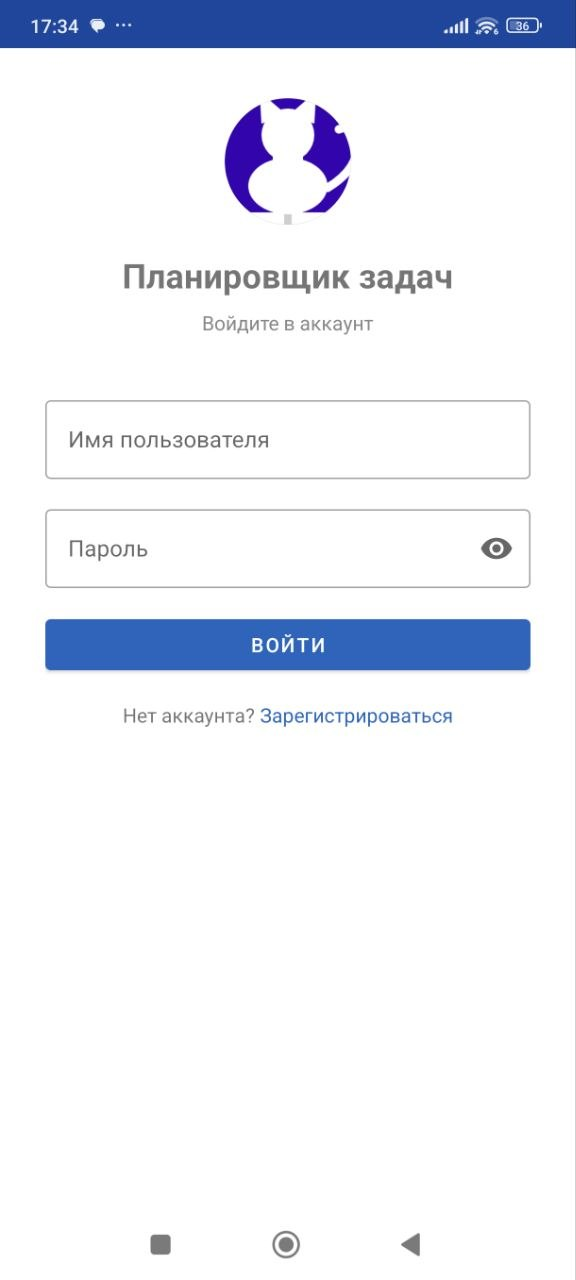 17:34
36
Планировщик задач
Войдите в аккаунт
Имя пользователя
Пароль
ВОЙТИ
Нет аккаунта? Зарегистрироваться